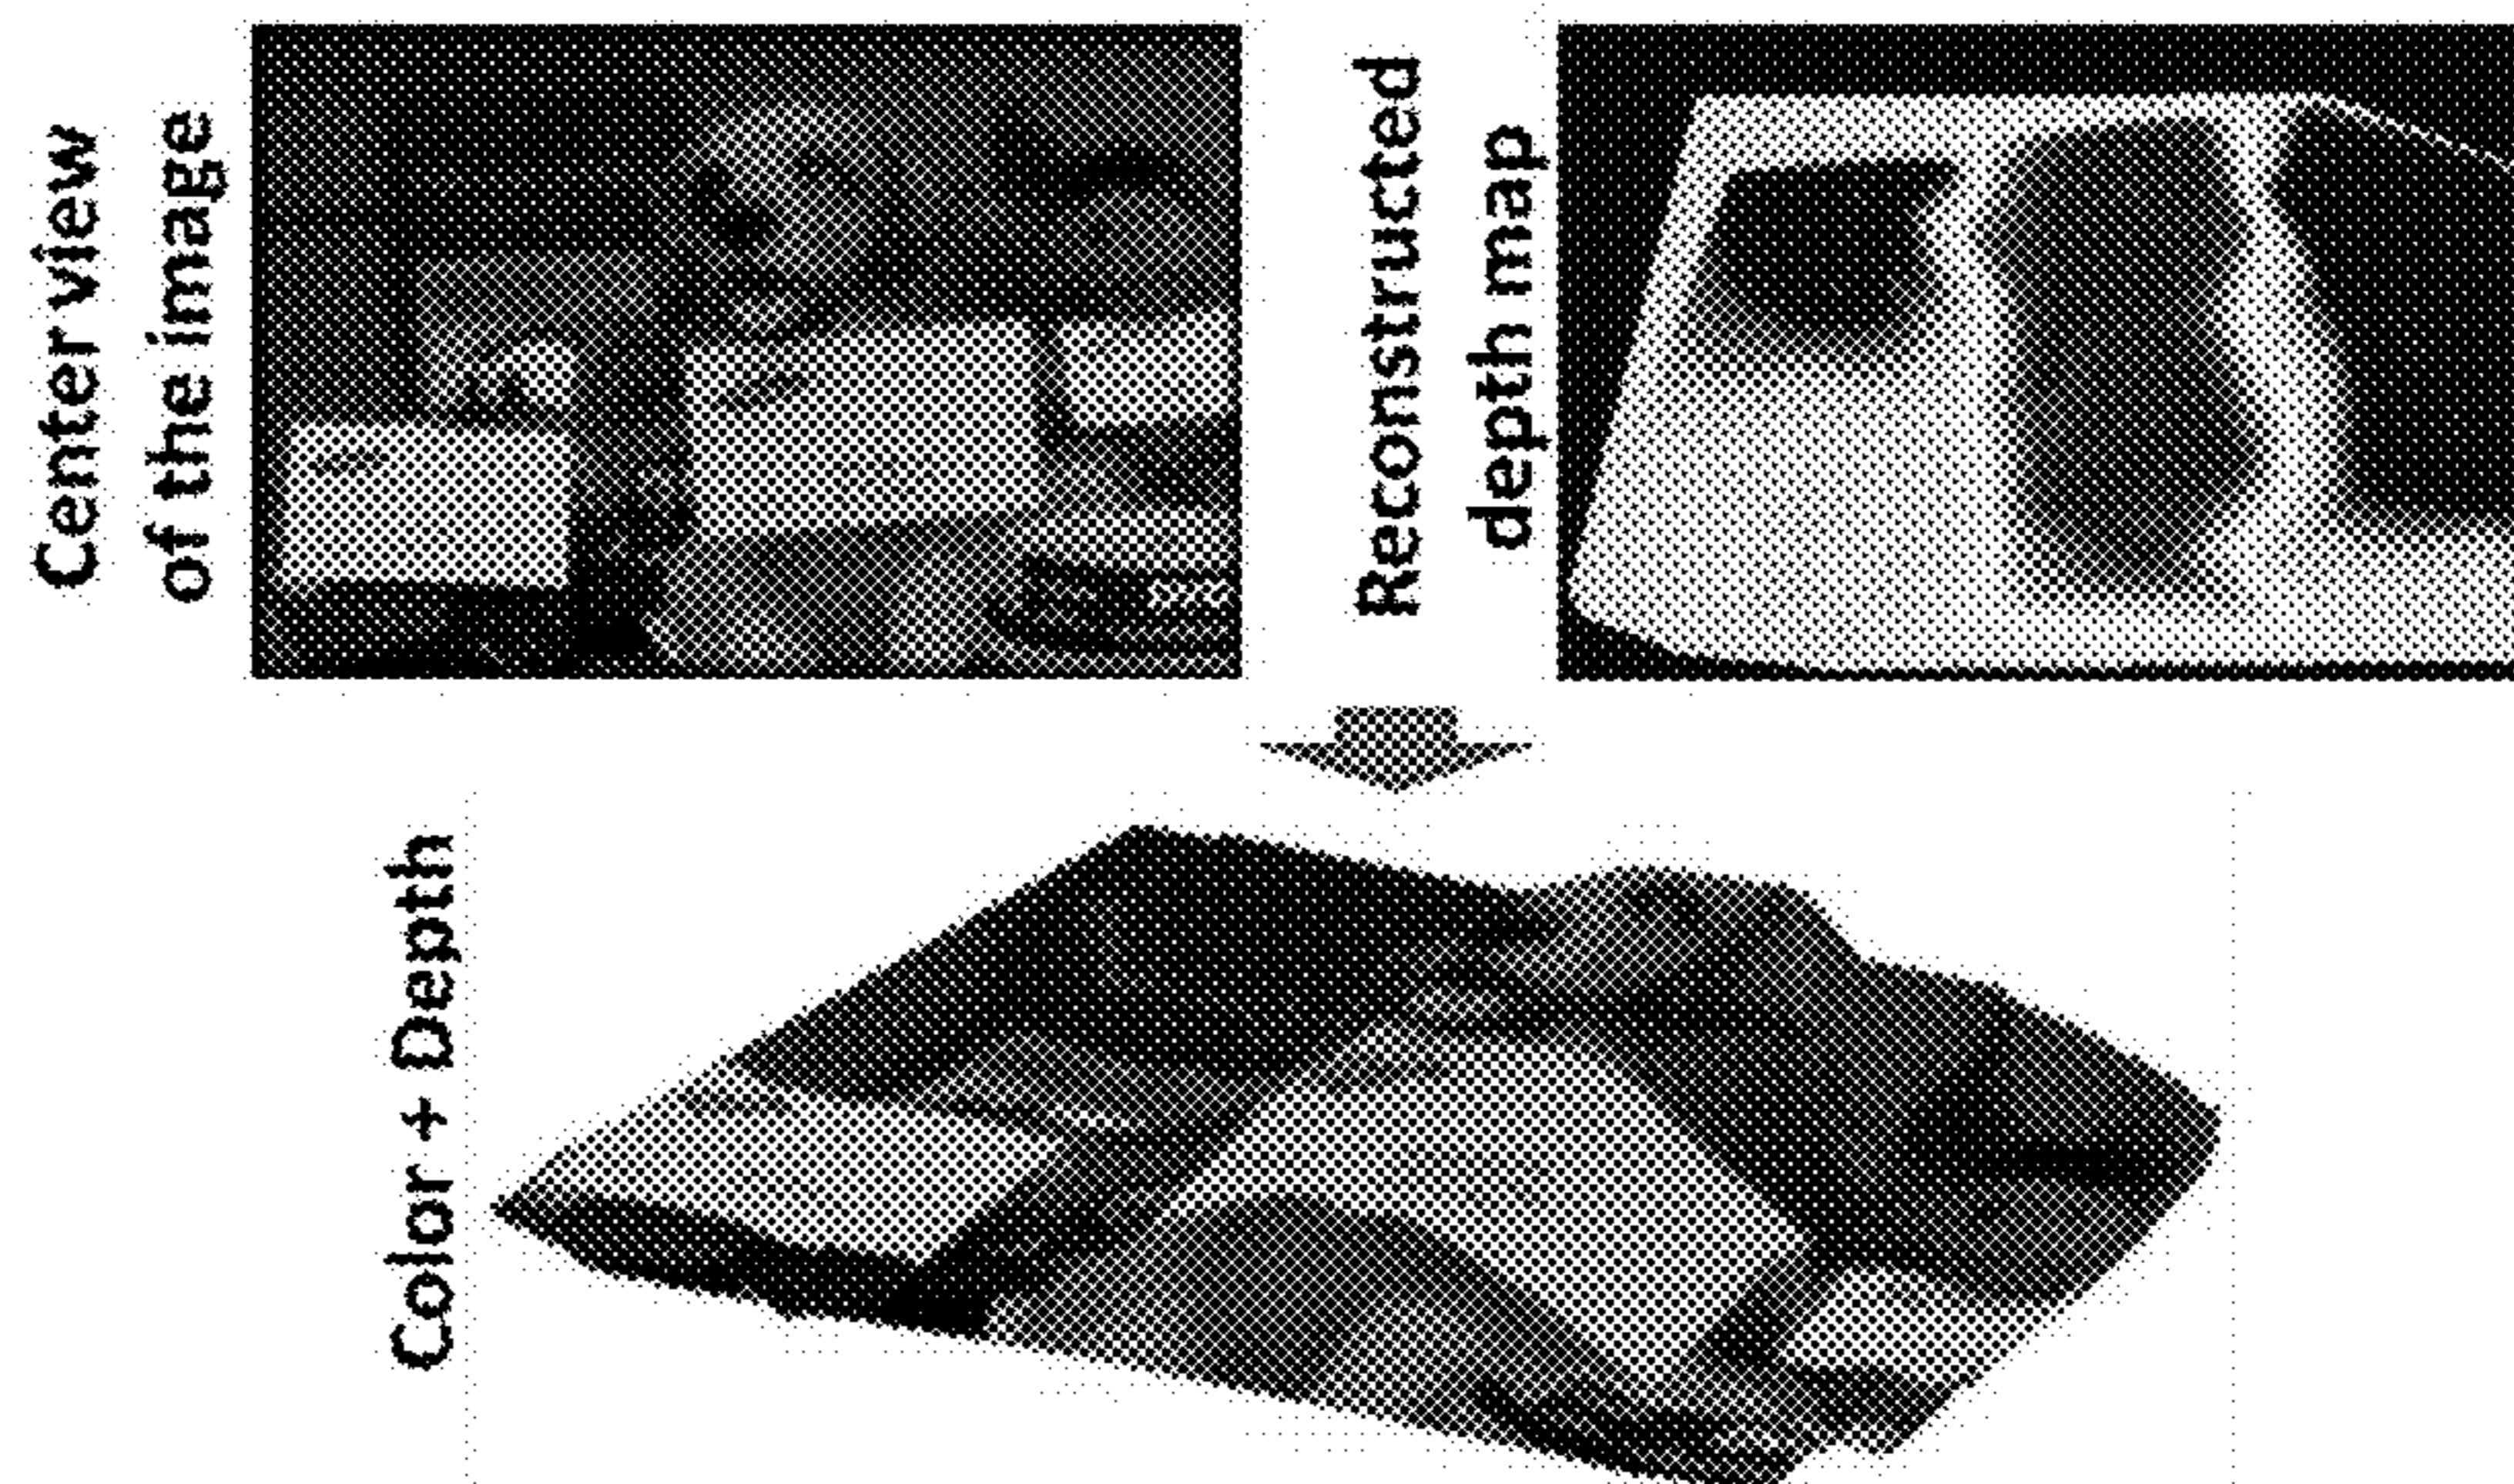 Center view
of the image
Reconstructed
depth map
Color + Depth